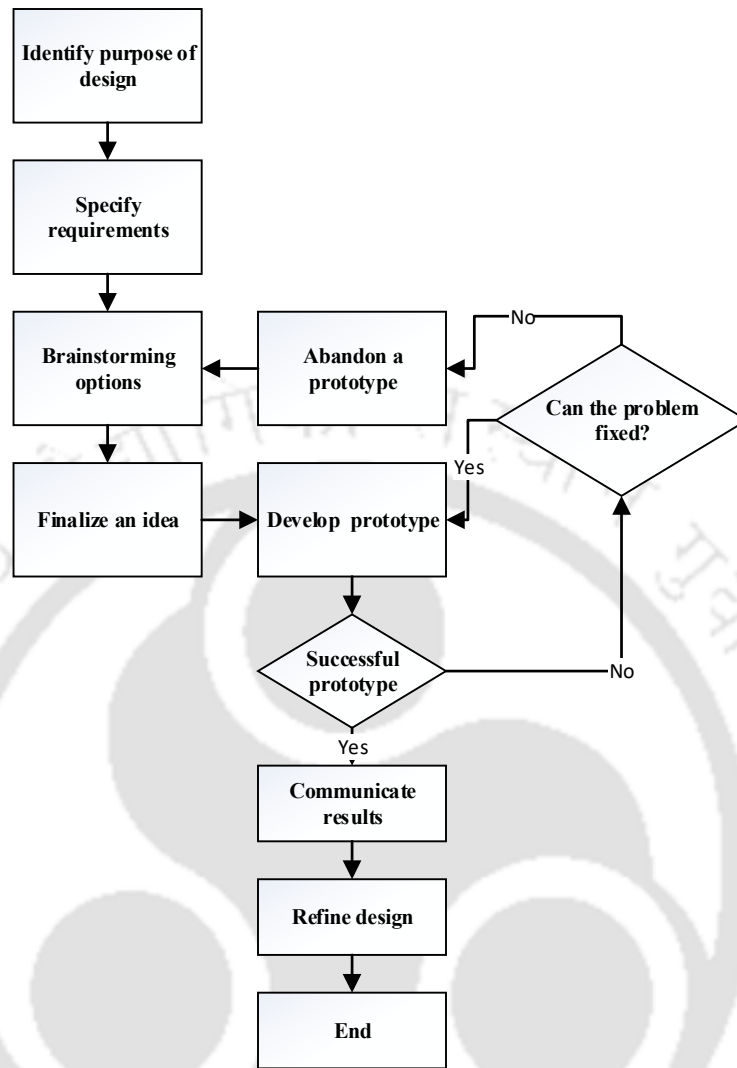 Identify purpose of
design
Specify
requirements
No
Brainstorming
options
Abandon a
prototype
Can the problem
fixed?
Yes
Finalize an idea
Develop prototype
Successful
prototype
No
Yes
Communicate
results
Refine design
End